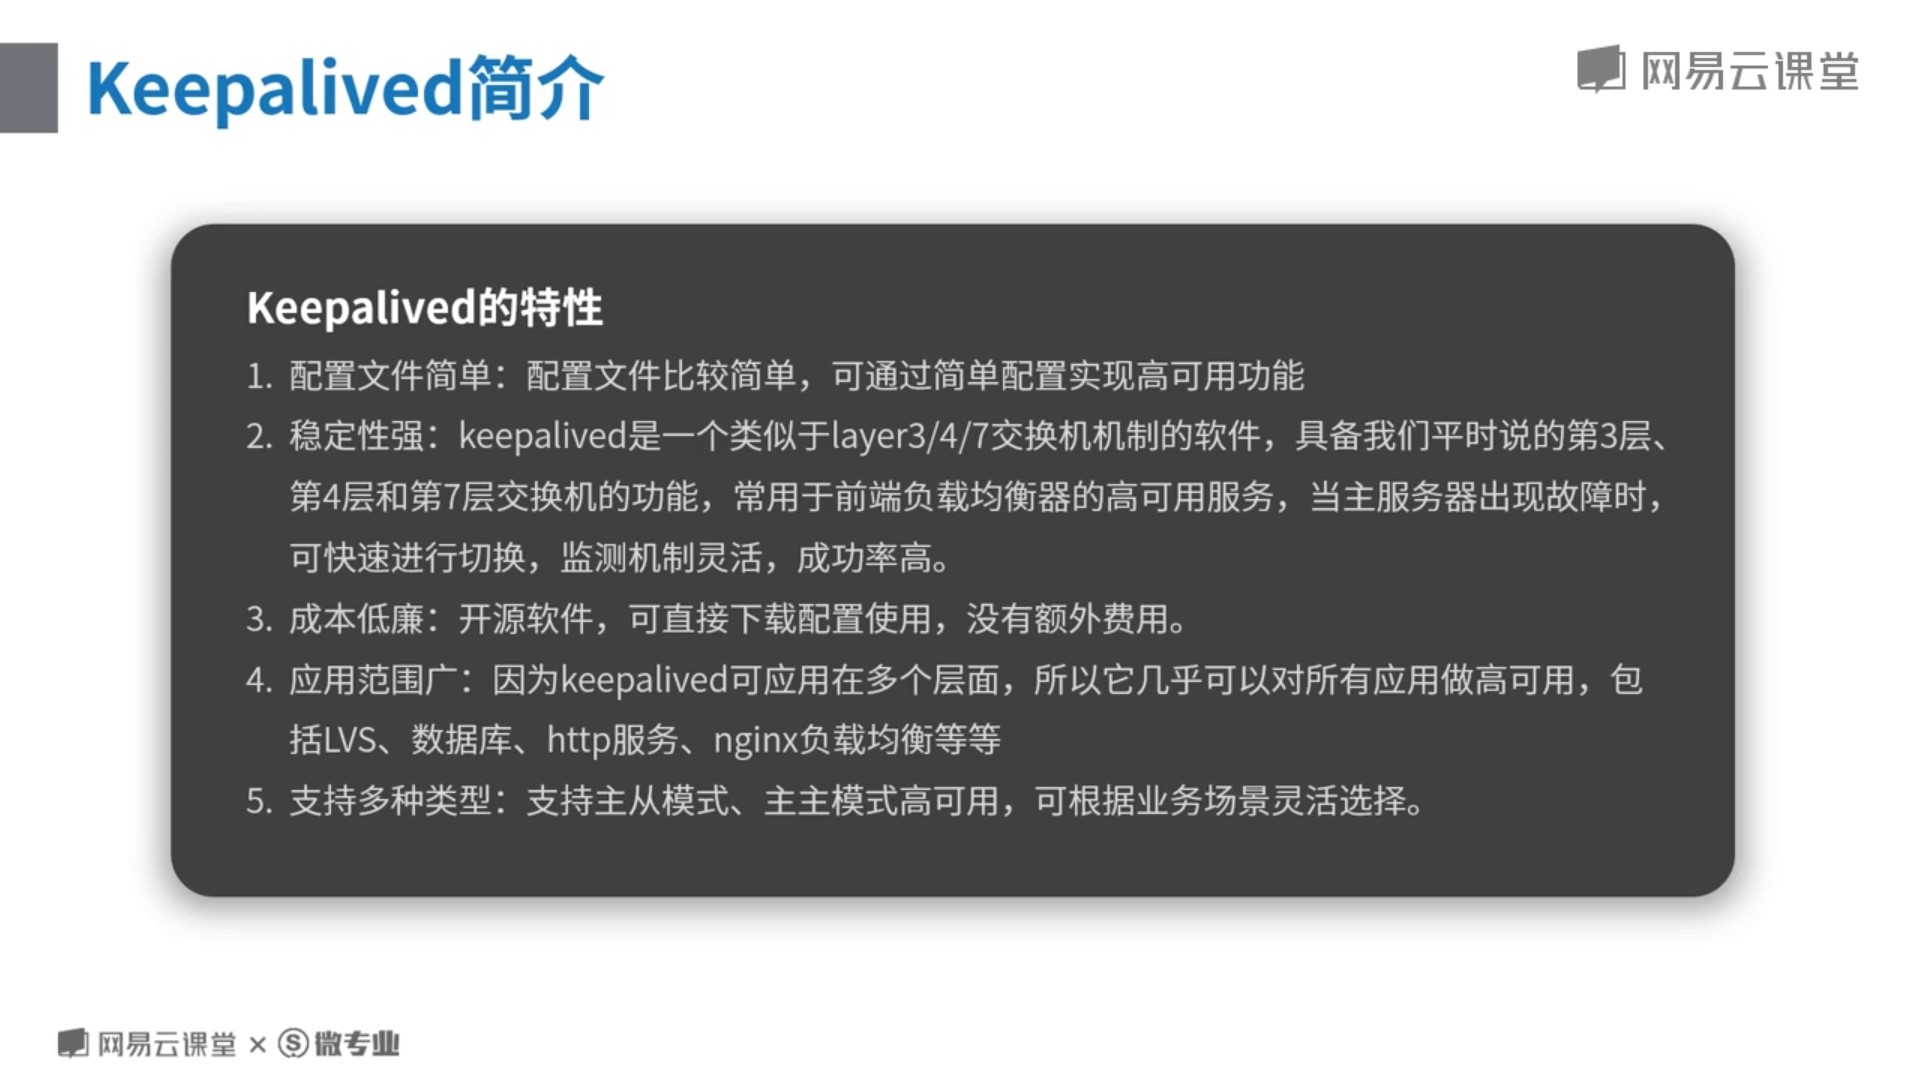 Keepalived简介
网易云课堂
Keepalived的特性
1. 配置文件简单：配置文件比较简单，可通过简单配置实现高可用功能
2. 稳定性强：keepalived是一个类似于layer3/4/7交换机机制的软件，具备我们平时说的第3层、
第4层和第7层交换机的功能，常用于前端负载均衡器的高可用服务，当主服务器出现故障时，
可快速进行切换，监测机制灵活，成功率高。
3. 成本低廉：开源软件，可直接下载配置使用，没有额外费用。
4. 应用范围广：因为keepalived可应用在多个层面，所以它几乎可以对所有应用做高可用，包
括LVS、数据库、http服务、nginx负载均衡等等
5. 支持多种类型：支持主从模式、主主模式高可用，可根据业务场景灵活选择。
网易云课堂 × S 微专业